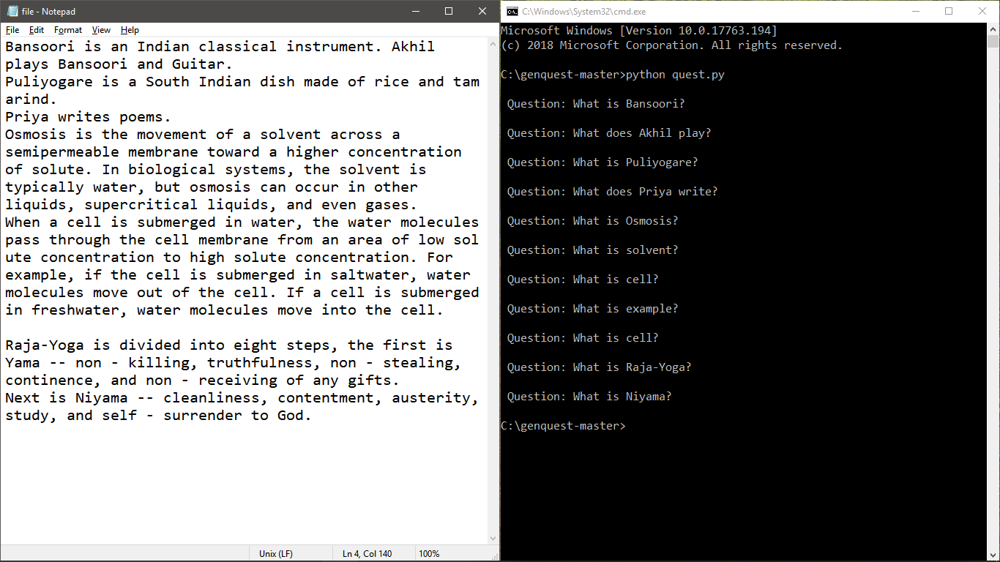 file - Notepad
File Edit Format View Help
Bansoori is an Indian classical instrument. Akhil
plays Bansoori and Guitar.
Puliyogare is a South Indian dish made of rice and tam
arind.
Priya writes poems.
Osmosis is the movement of a solvent across a
semipermeable membrane toward a higher concentration
of solute. In biological systems, the solvent is
typically water, but osmosis can occur in other
liquids, supercritical liquids, and even gases.
When a cell is submerged in water, the water molecules
pass through the cell membrane from an area of low sol
ute concentration to high solute concentration. For
example, if the cell is submerged in saltwater, water
molecules move out of the cell. If a cell is submerged
in freshwater, water molecules move into the cell.
Raja-Yoga is divided into eight steps, the first is
Yama -- non - killing, truthfulness, non - stealing,
continence, and non - receiving of any gifts.
Next is Niyama -- cleanliness, contentment, austerity,
study, and self - surrender to God.
Unix (LF) Ln 4, Col 140 100%
C:\Windows\System32\cmd.exe
Microsoft Windows [Version 10.0.17763.194]
(c) 2018 Microsoft Corporation. All rights reserved.
C:\genquest-master>python quest.py
Question: What is Bansoori?
Question: What does Akhil play?
Question: What is Puliyogare?
Question: What does Priya write?
Question: What is Osmosis?
Question: What is solvent?
Question: What is cell?
Question: What is example?
Question: What is cell?
Question: What is Raja-Yoga?
Question: What is Niyama?
C:\genquest-master>